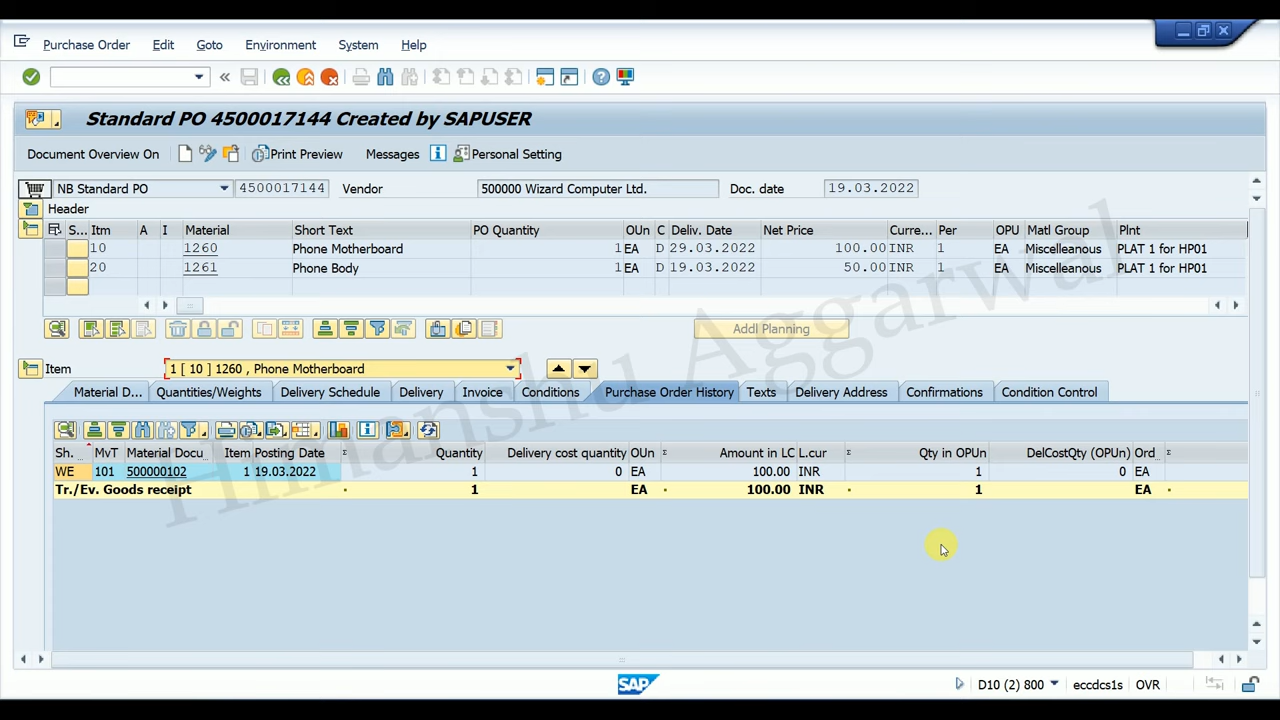 Purchase Order Edit Goto Environment System Help
Standard PO 4500017144 Created by SAPUSER
Document Overview On Print Preview Messages Personal Setting
NB Standard PO 4500017144 Vendor 500000 Wizard Computer Ltd. Doc. date 19.03.2022
Header
S... Itm A I Material Short Text PO Quantity OUn C Deliv. Date Net Price Curre... Per OPU Matl Group Plnt
10 1260 Phone Motherboard 1 EA D 29.03.2022 100.00 INR 1 EA Miscelleanous PLAT 1 for HP01
20 1261 Phone Body 1 EA D 19.03.2022 50.00 INR 1 EA Miscelleanous PLAT 1 for HP01
Addl Planning
Item 1 [ 10 ] 1260 , Phone Motherboard
Material D... Quantities/Weights Delivery Schedule Delivery Invoice Conditions Purchase Order History Texts Delivery Address Confirmations Condition Control
Sh. MvT Material Docu Item Posting Date Σ Quantity Delivery cost quantity OUn Σ Amount in LC L.cur Σ Qty in OPUn DelCostQty (OPUn) Ord Σ
WE 101 500000102 1 19.03.2022 1 0 EA 100.00 INR 1 0 EA
Tr./Ev. Goods receipt 1 EA 100.00 INR 1 EA
Himanshu Aggarwal
SAP D10 (2) 800 eccdcs1s OVR